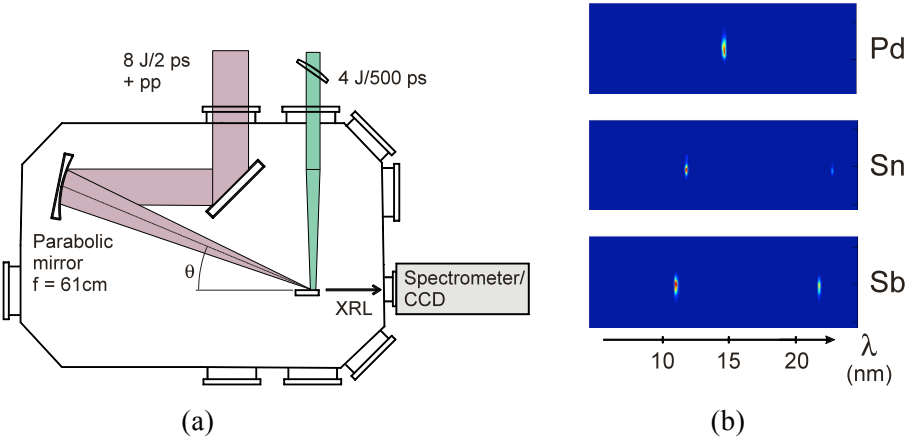 8 J/2 ps
+ pp
4 J/500 ps
Parabolic
mirror
f = 61cm
θ
XRL
Spectrometer/
CCD
(a)
Pd
Sn
Sb
10
15
20
λ
(nm)
(b)